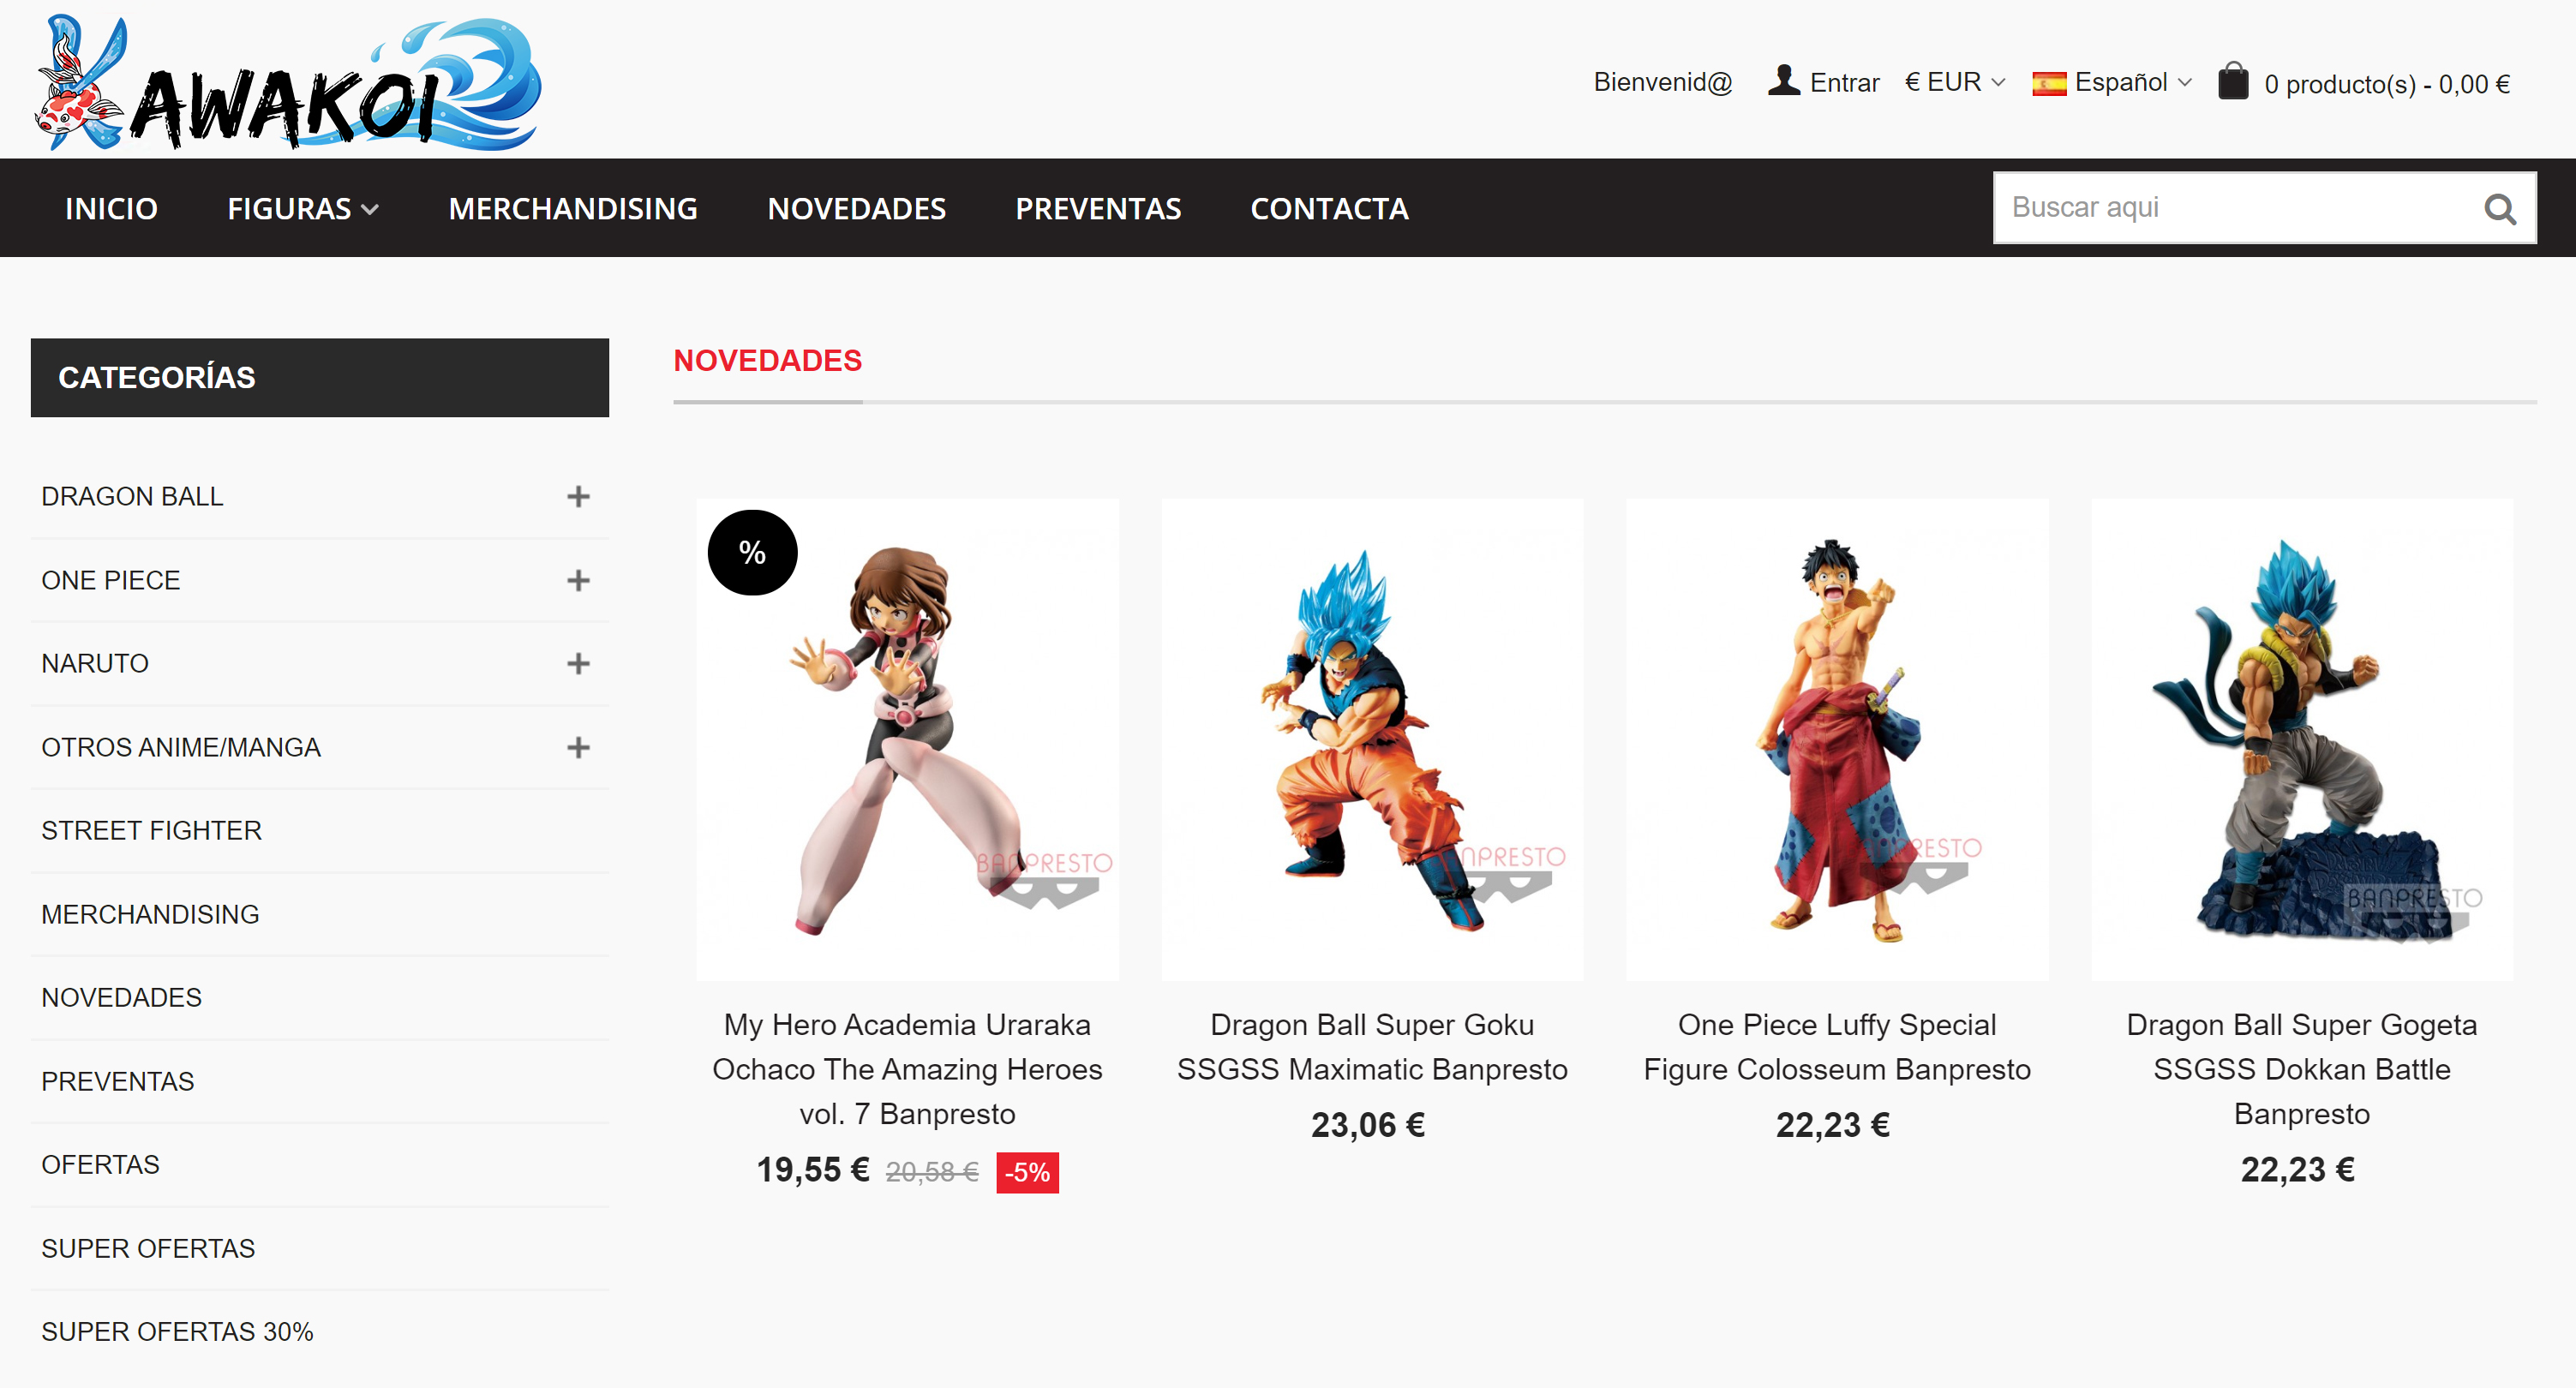 KAWAKOI
Bienvenid@ Entrar € EUR Español 0 producto(s) - 0,00 €
INICIO FIGURAS MERCHANDISING NOVEDADES PREVENTAS CONTACTA Buscar aqui
CATEGORÍAS
DRAGON BALL
ONE PIECE
NARUTO
OTROS ANIME/MANGA
STREET FIGHTER
MERCHANDISING
NOVEDADES
PREVENTAS
OFERTAS
SUPER OFERTAS
SUPER OFERTAS 30%
NOVEDADES
%
BANPRESTO
My Hero Academia Uraraka
Ochaco The Amazing Heroes
vol. 7 Banpresto
19,55 € 20,58 € -5%
NPRESTO
Dragon Ball Super Goku
SSGSS Maximatic Banpresto
23,06 €
RESTO
One Piece Luffy Special
Figure Colosseum Banpresto
22,23 €
BANPRESTO
Dragon Ball Super Gogeta
SSGSS Dokkan Battle
Banpresto
22,23 €